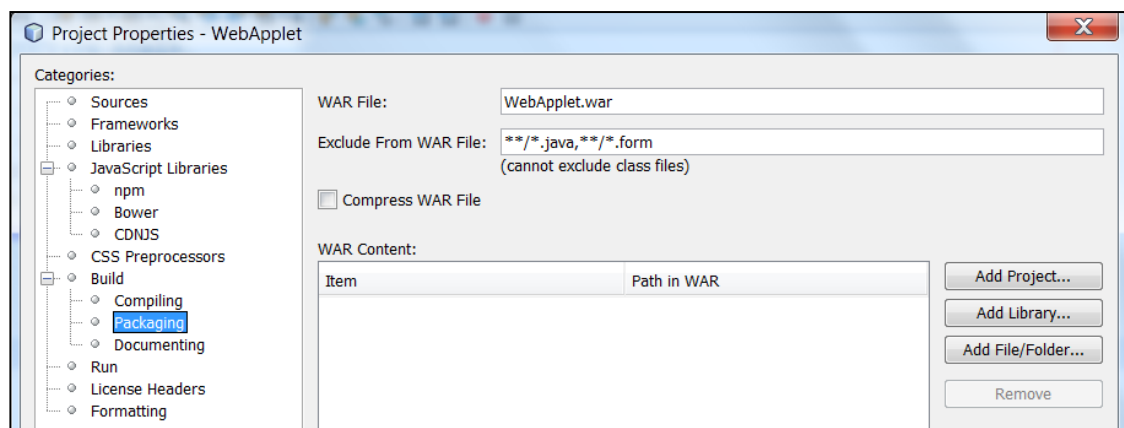 Project Properties - WebApplet
X
Categories:
Sources
Frameworks
Libraries
JavaScript Libraries
npm
Bower
CDNJS
CSS Preprocessors
Build
Compiling
Packaging
Documenting
Run
License Headers
Formatting
WAR File: WebApplet.war
Exclude From WAR File: **/*.java,**/*.form
(cannot exclude class files)
Compress WAR File
WAR Content:
Item Path in WAR
Add Project...
Add Library...
Add File/Folder...
Remove